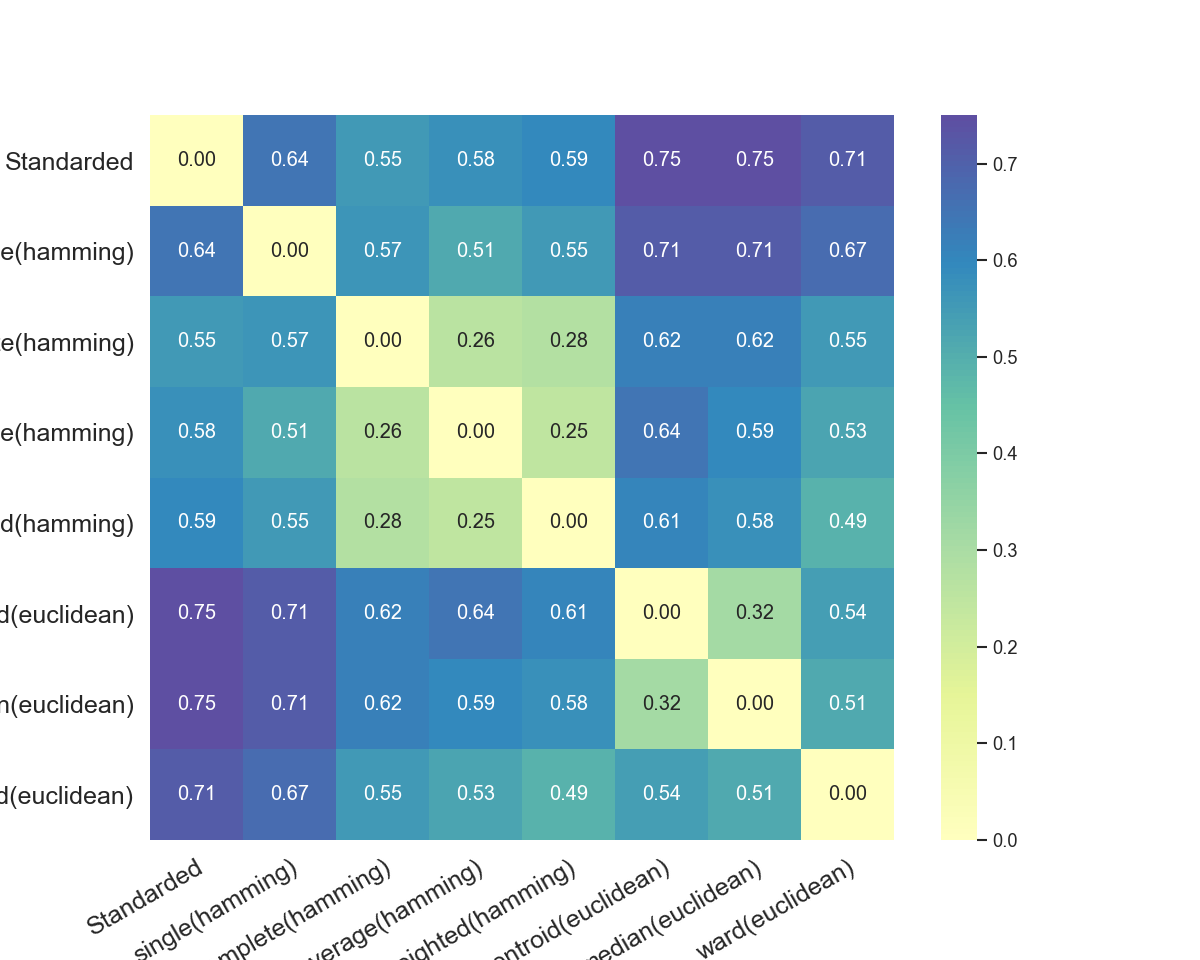 Standarded 0.00 0.64 0.55 0.58 0.59 0.75 0.75 0.71
e(hamming) 0.64 0.00 0.57 0.51 0.55 0.71 0.71 0.67
te(hamming) 0.55 0.57 0.00 0.26 0.28 0.62 0.62 0.55
e(hamming) 0.58 0.51 0.26 0.00 0.25 0.64 0.59 0.53
d(hamming) 0.59 0.55 0.28 0.25 0.00 0.61 0.58 0.49
d(euclidean) 0.75 0.71 0.62 0.64 0.61 0.00 0.32 0.54
n(euclidean) 0.75 0.71 0.62 0.59 0.58 0.32 0.00 0.51
d(euclidean) 0.71 0.67 0.55 0.53 0.49 0.54 0.51 0.00
Standarded
single(hamming)
mplete(hamming)
verage(hamming)
eighted(hamming)
entroid(euclidean)
median(euclidean)
ward(euclidean)
0.7
0.6
0.5
0.4
0.3
0.2
0.1
0.0